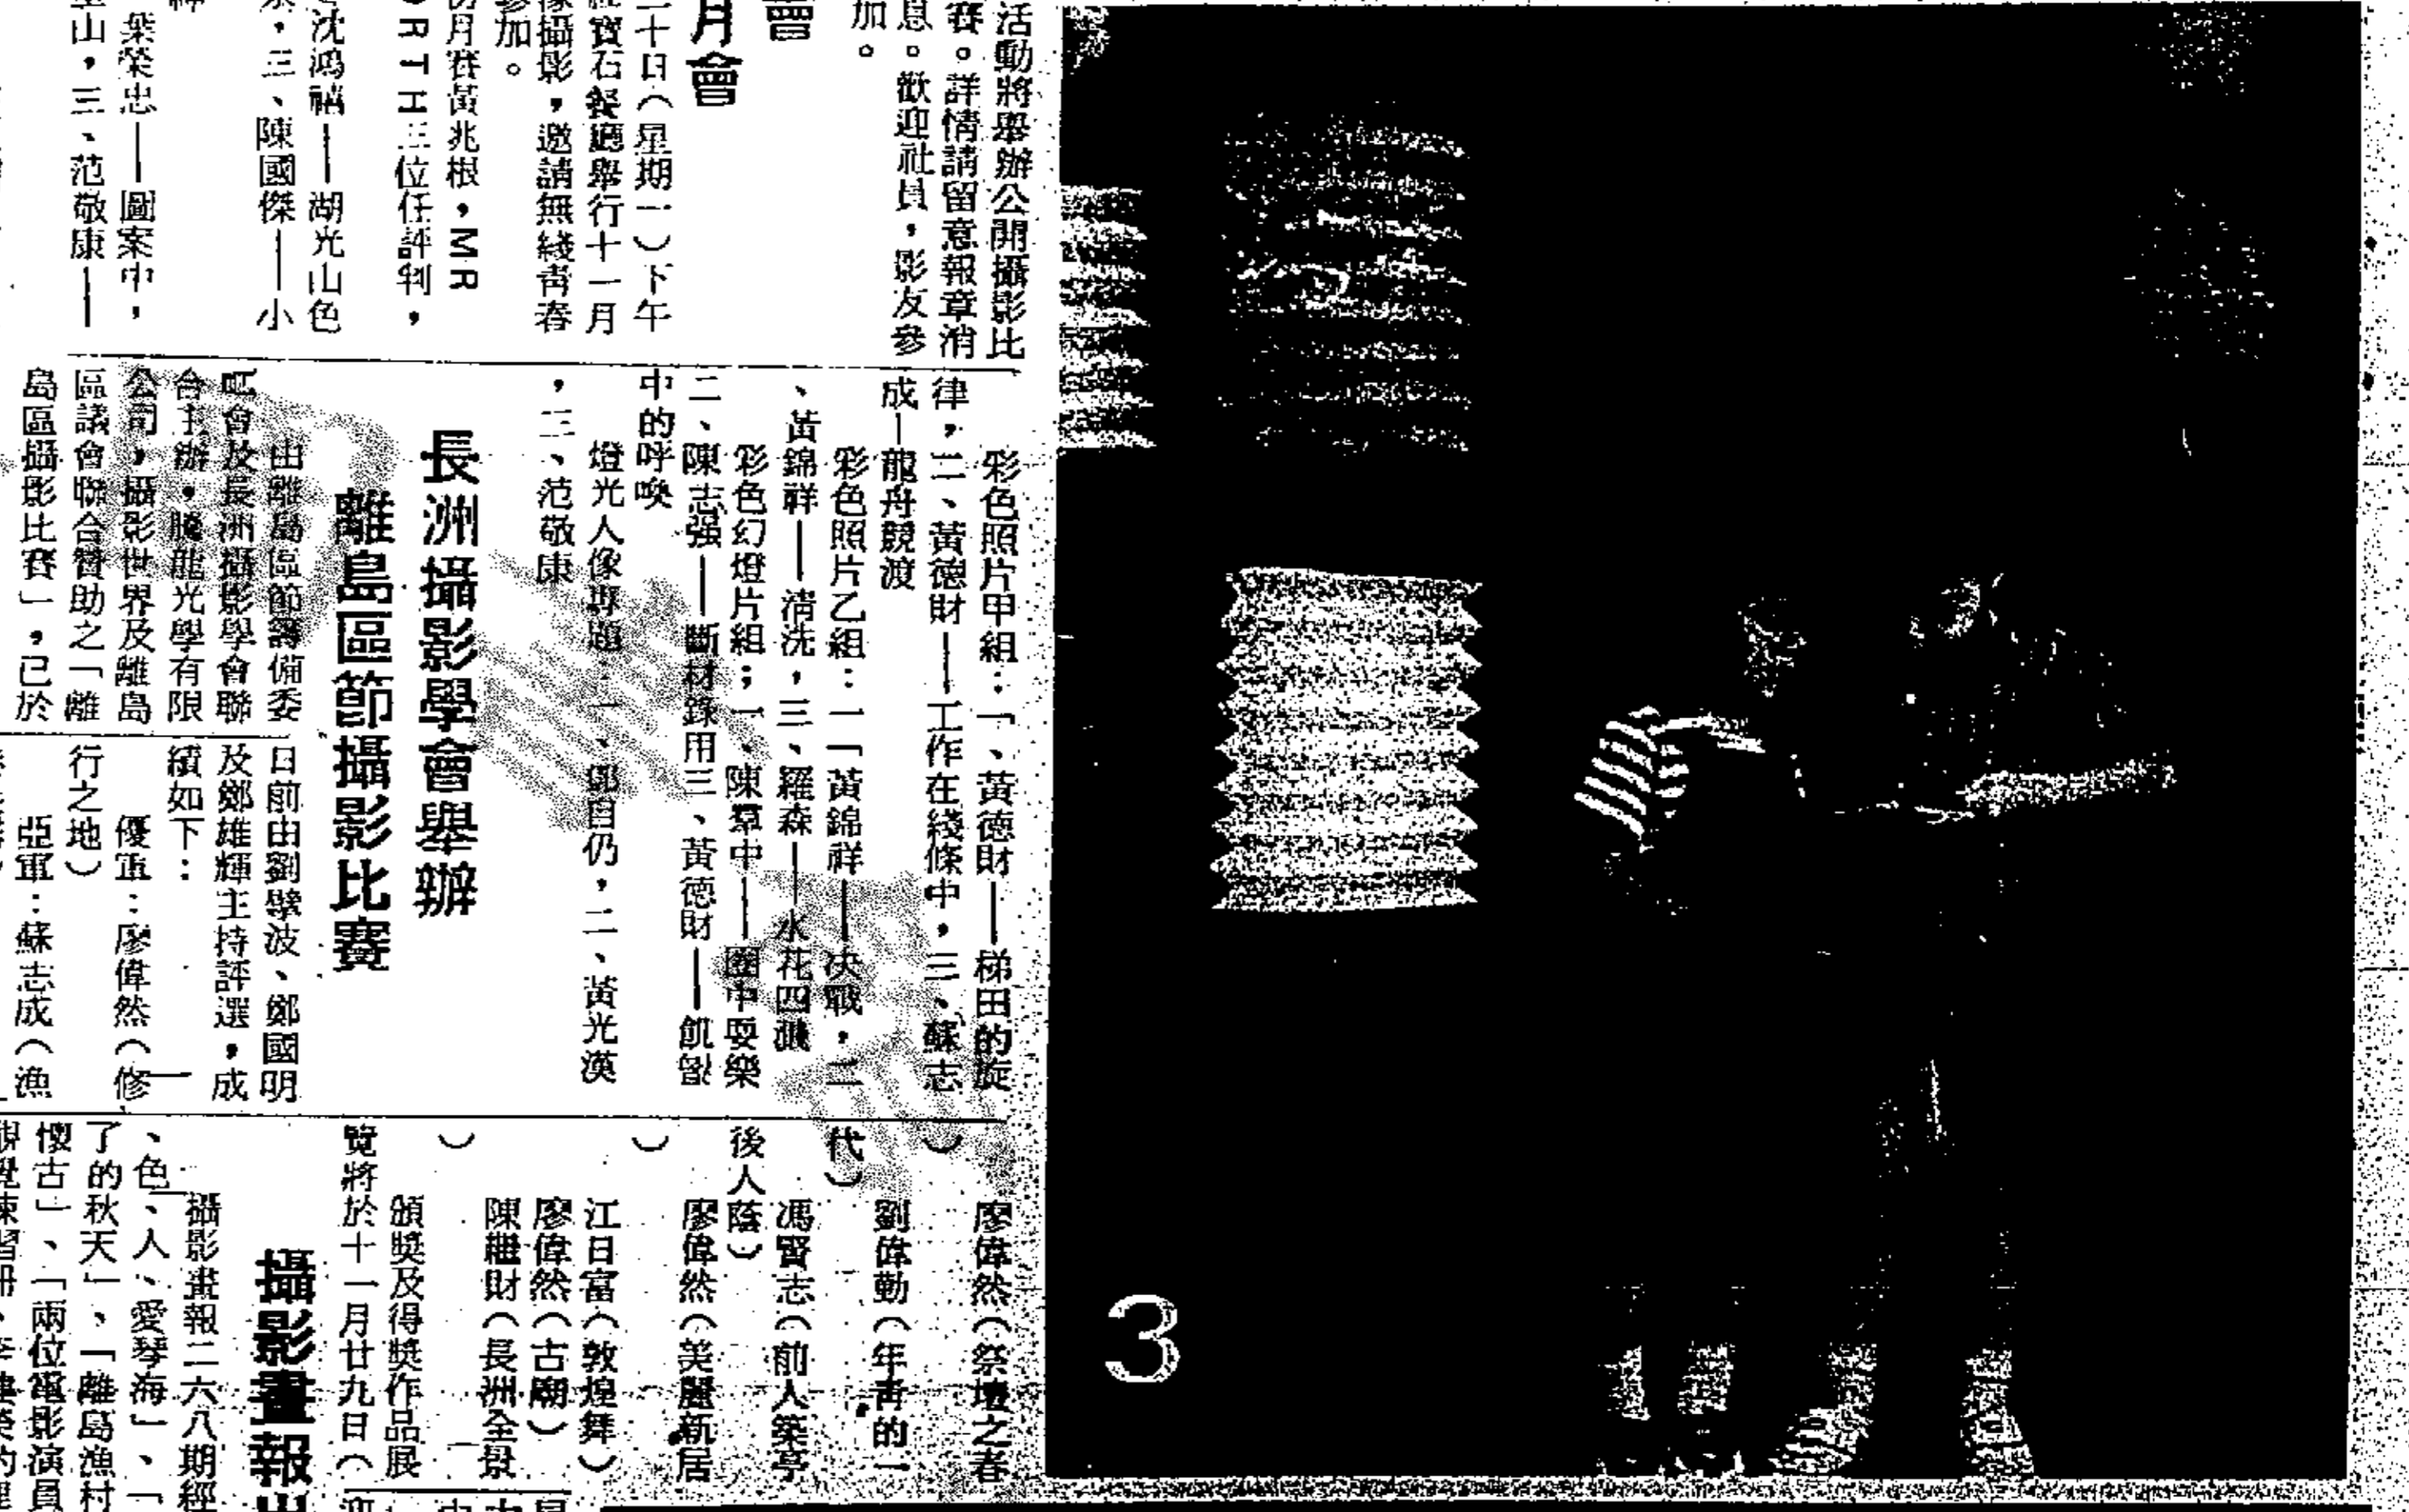 活動將舉辦公開攝影比
賽。詳情請留意報章消
息。歡迎社員，影友參
加。
會
月會
二十日（星期一）下午
寶石餐廳舉行十一月
像攝影，邀請無綫青春
參加。
月賽黃兆根，MR
ORTH三位任評判，
沈鴻禧——湖光山色
，三、陳國傑——小
葉榮忠——圖案中，
山，三、范敬康——
彩色照片甲組：一、黃德財——梯田的旋
律，二、黃德財——工作在綫條中，三、蘇志
成—龍舟競渡
彩色照片乙組：一「黃錦祥——決戰，二
、黃錦祥——清洗，三、羅森——水花四濺
彩色幻燈片組；一、陳羣中——圈中耍樂
二、陳志强——斷材錄用三、黃德財——飢
中的呼喚
燈光人像專題：一、鄧自仍，二、黃光漢
，三、范敬康
長洲攝影學會舉辦
離島區節攝影比賽
由離島區節籌備委
會及長洲攝影學會聯
合主辦，騰龍光學有限
公司，攝影世界及離島
區議會聯合贊助之「離
島區攝影比賽」，已於
日前由劉擎波、鄭國明
及鄭雄輝主持評選，成
績如下：
優軍：廖偉然（修
行之地）
亞軍：蘇志成（漁
廖偉然（祭壇之春
）
劉偉勤（年青的一
代）
馮賢志（前人築亭
後人蔭）
廖偉然（美麗新居
）
江日富（敦煌舞）
廖偉然（古廟）
陳繼財（長洲全景
）
頒獎及得獎作品展
覽將於十一月廿九日（
攝影畫報出
攝影畫報二六八期經
、色、人、愛琴海」、「
了的秋天」、「離島漁村
懷古」、「兩位電影演員
3